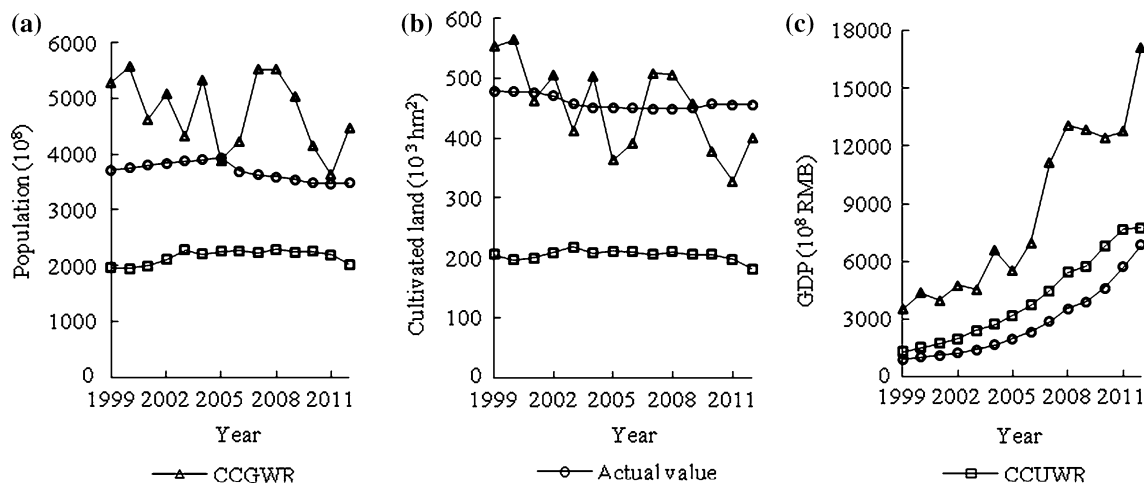 (a)
Population (10⁸)
6000
5000
4000
3000
2000
1000
0
1999 2002 2005 2008 2011
Year
(b)
Cultivated land (10³ hm²)
600
500
400
300
200
100
0
1999 2002 2005 2008 2011
Year
(c)
GDP (10⁸ RMB)
18000
15000
12000
9000
6000
3000
0
1999 2002 2005 2008 2011
Year
CCGWR Actual value CCUWR